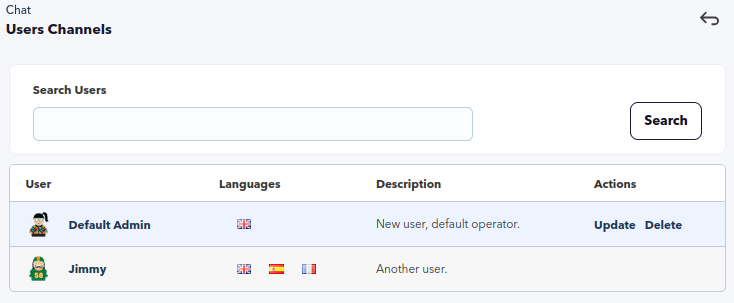 Chat
Users Channels
Search Users
Search
User Languages Description Actions
Default Admin New user, default operator. Update Delete
58
Jimmy Another user.